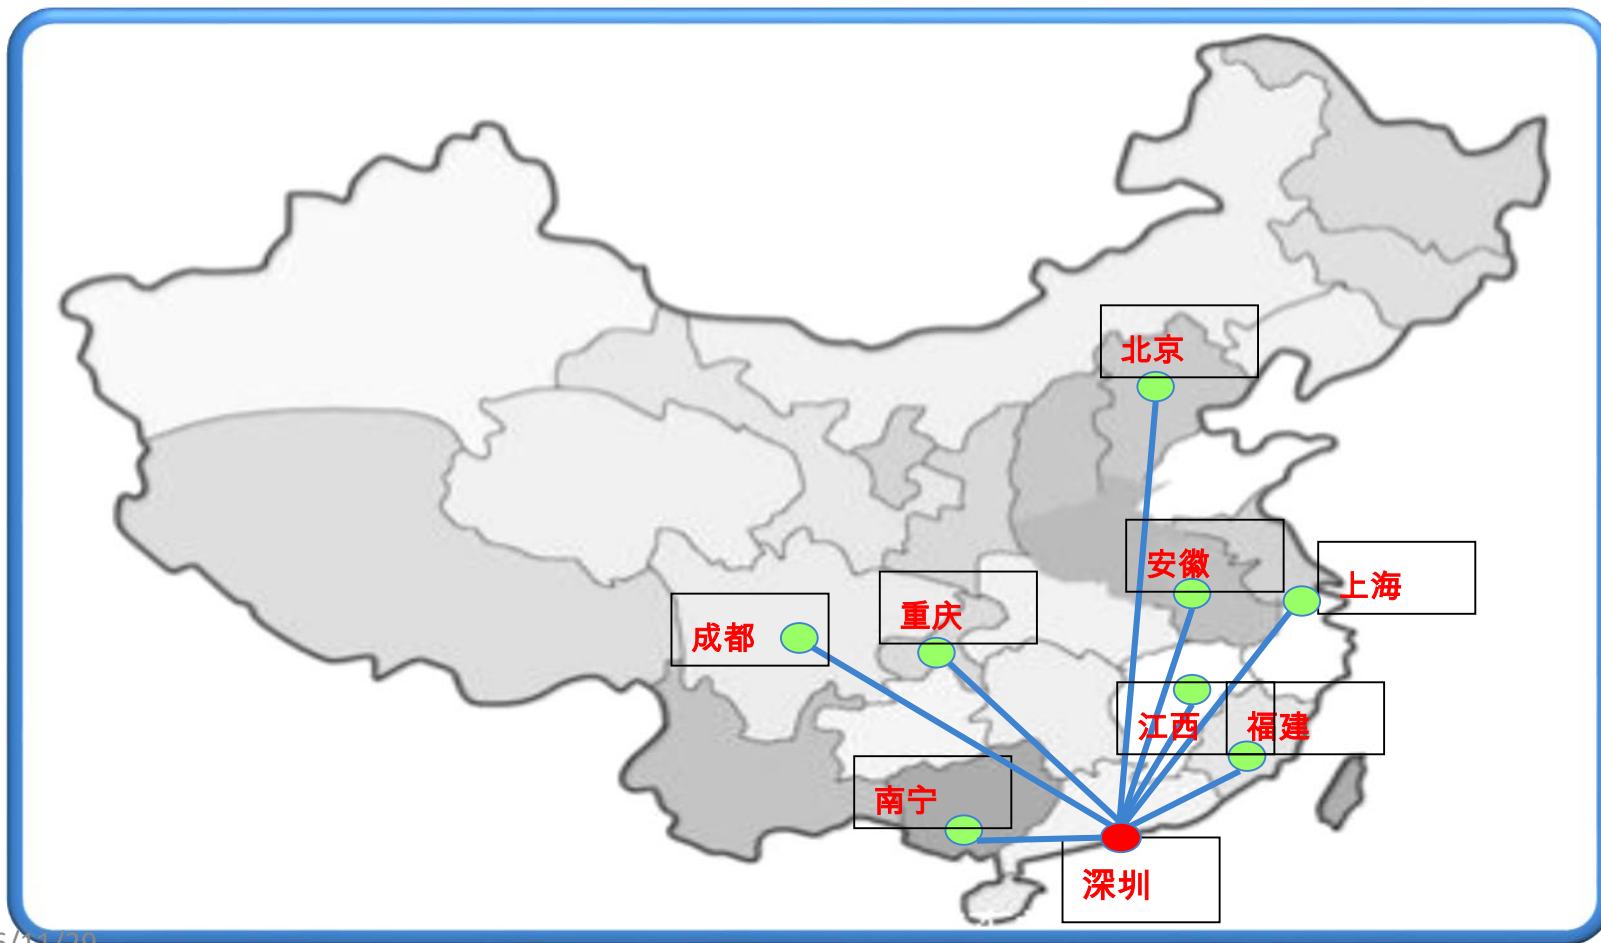 北京
安徽
上海
重庆
成都
江西
福建
南宁
深圳